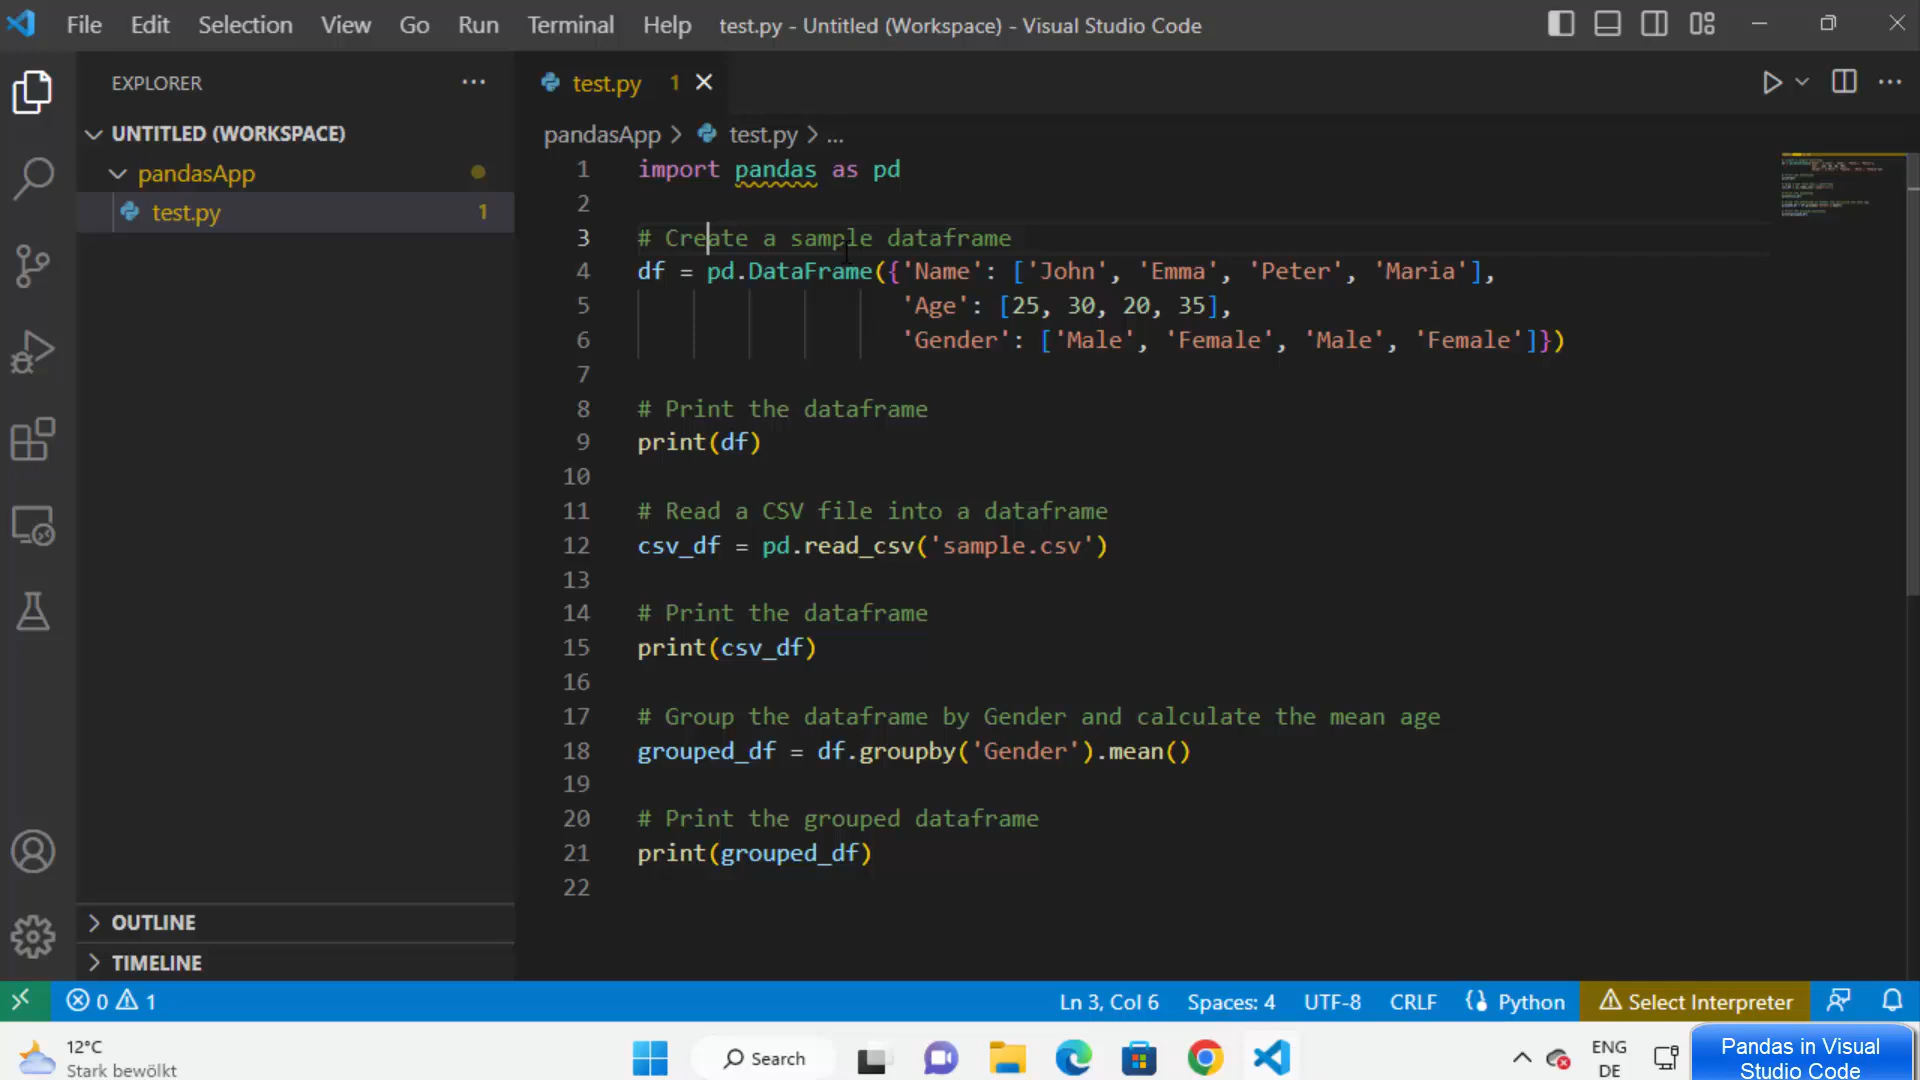 File Edit Selection View Go Run Terminal Help test.py - Untitled (Workspace) - Visual Studio Code
EXPLORER
UNTITLED (WORKSPACE)
pandasApp
test.py 1
OUTLINE
TIMELINE
test.py 1
pandasApp > test.py > ...
1 import pandas as pd
2
3 # Create a sample dataframe
4 df = pd.DataFrame({'Name': ['John', 'Emma', 'Peter', 'Maria'],
5 'Age': [25, 30, 20, 35],
6 'Gender': ['Male', 'Female', 'Male', 'Female']})
7
8 # Print the dataframe
9 print(df)
10
11 # Read a CSV file into a dataframe
12 csv_df = pd.read_csv('sample.csv')
13
14 # Print the dataframe
15 print(csv_df)
16
17 # Group the dataframe by Gender and calculate the mean age
18 grouped_df = df.groupby('Gender').mean()
19
20 # Print the grouped dataframe
21 print(grouped_df)
22
0 1 Ln 3, Col 6 Spaces: 4 UTF-8 CRLF Python Select Interpreter
12°C
Stark bewölkt
Search
ENG
DE
Pandas in Visual
Studio Code